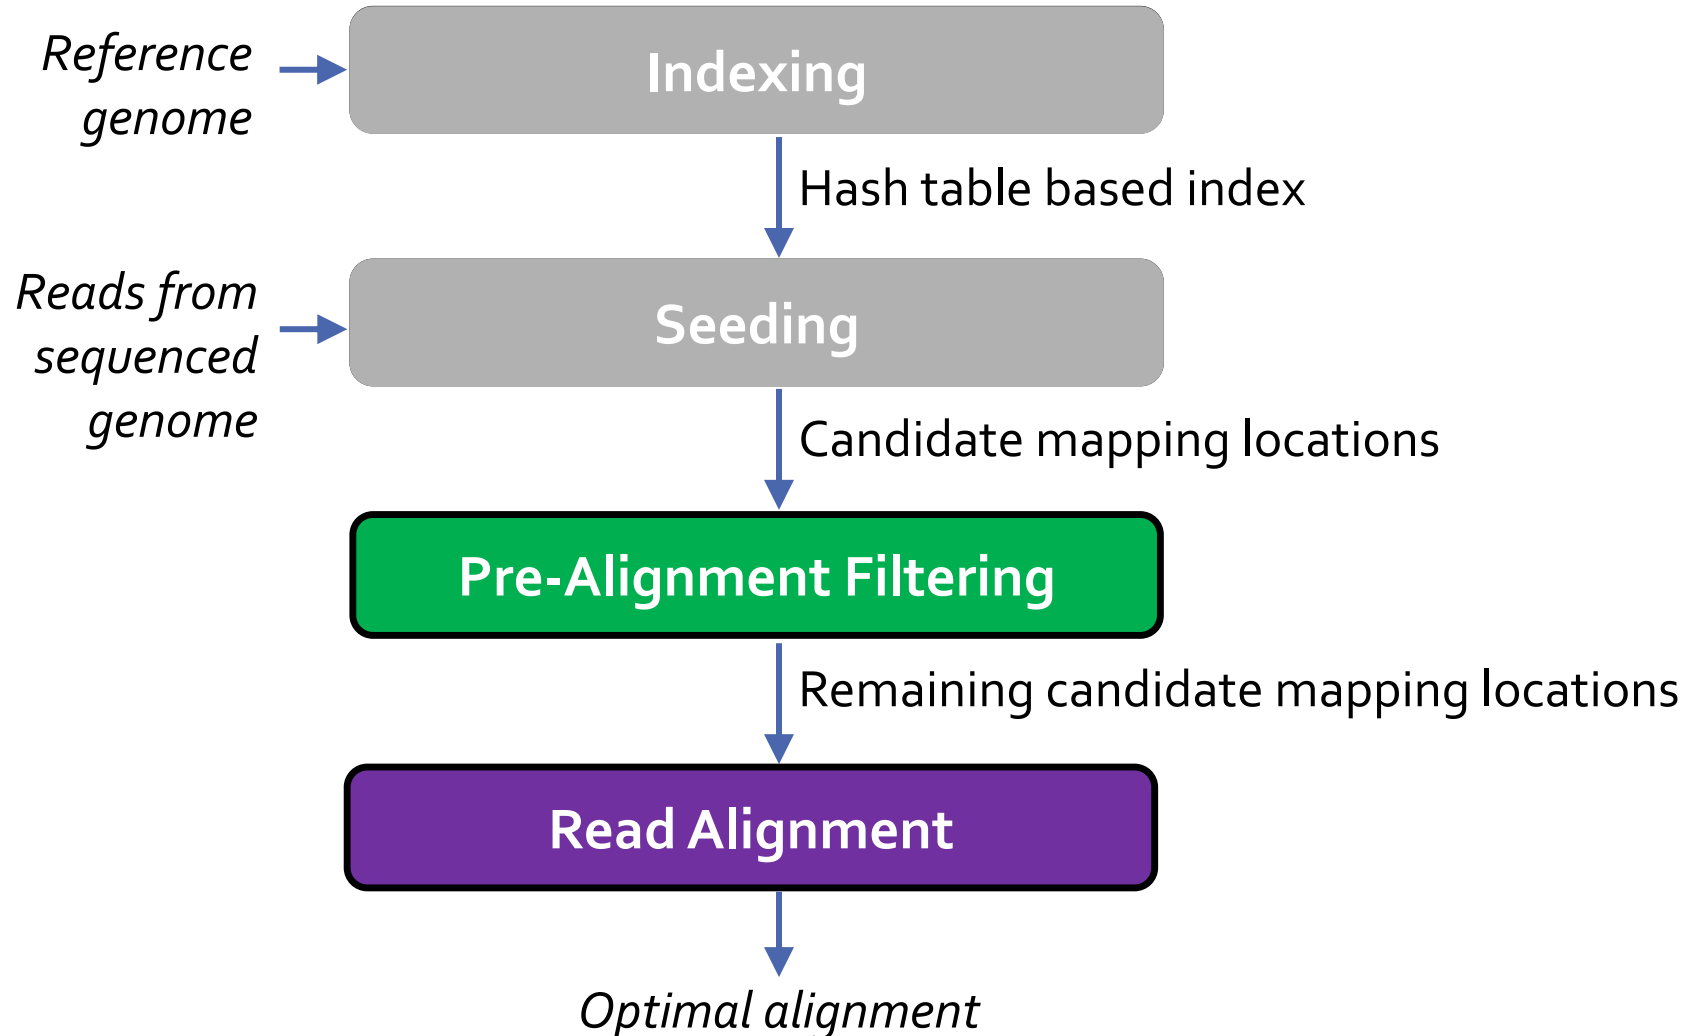 Reference
genome
Indexing
Hash table based index
Reads from
sequenced
genome
Seeding
Candidate mapping locations
Pre-Alignment Filtering
Remaining candidate mapping locations
Read Alignment
Optimal alignment